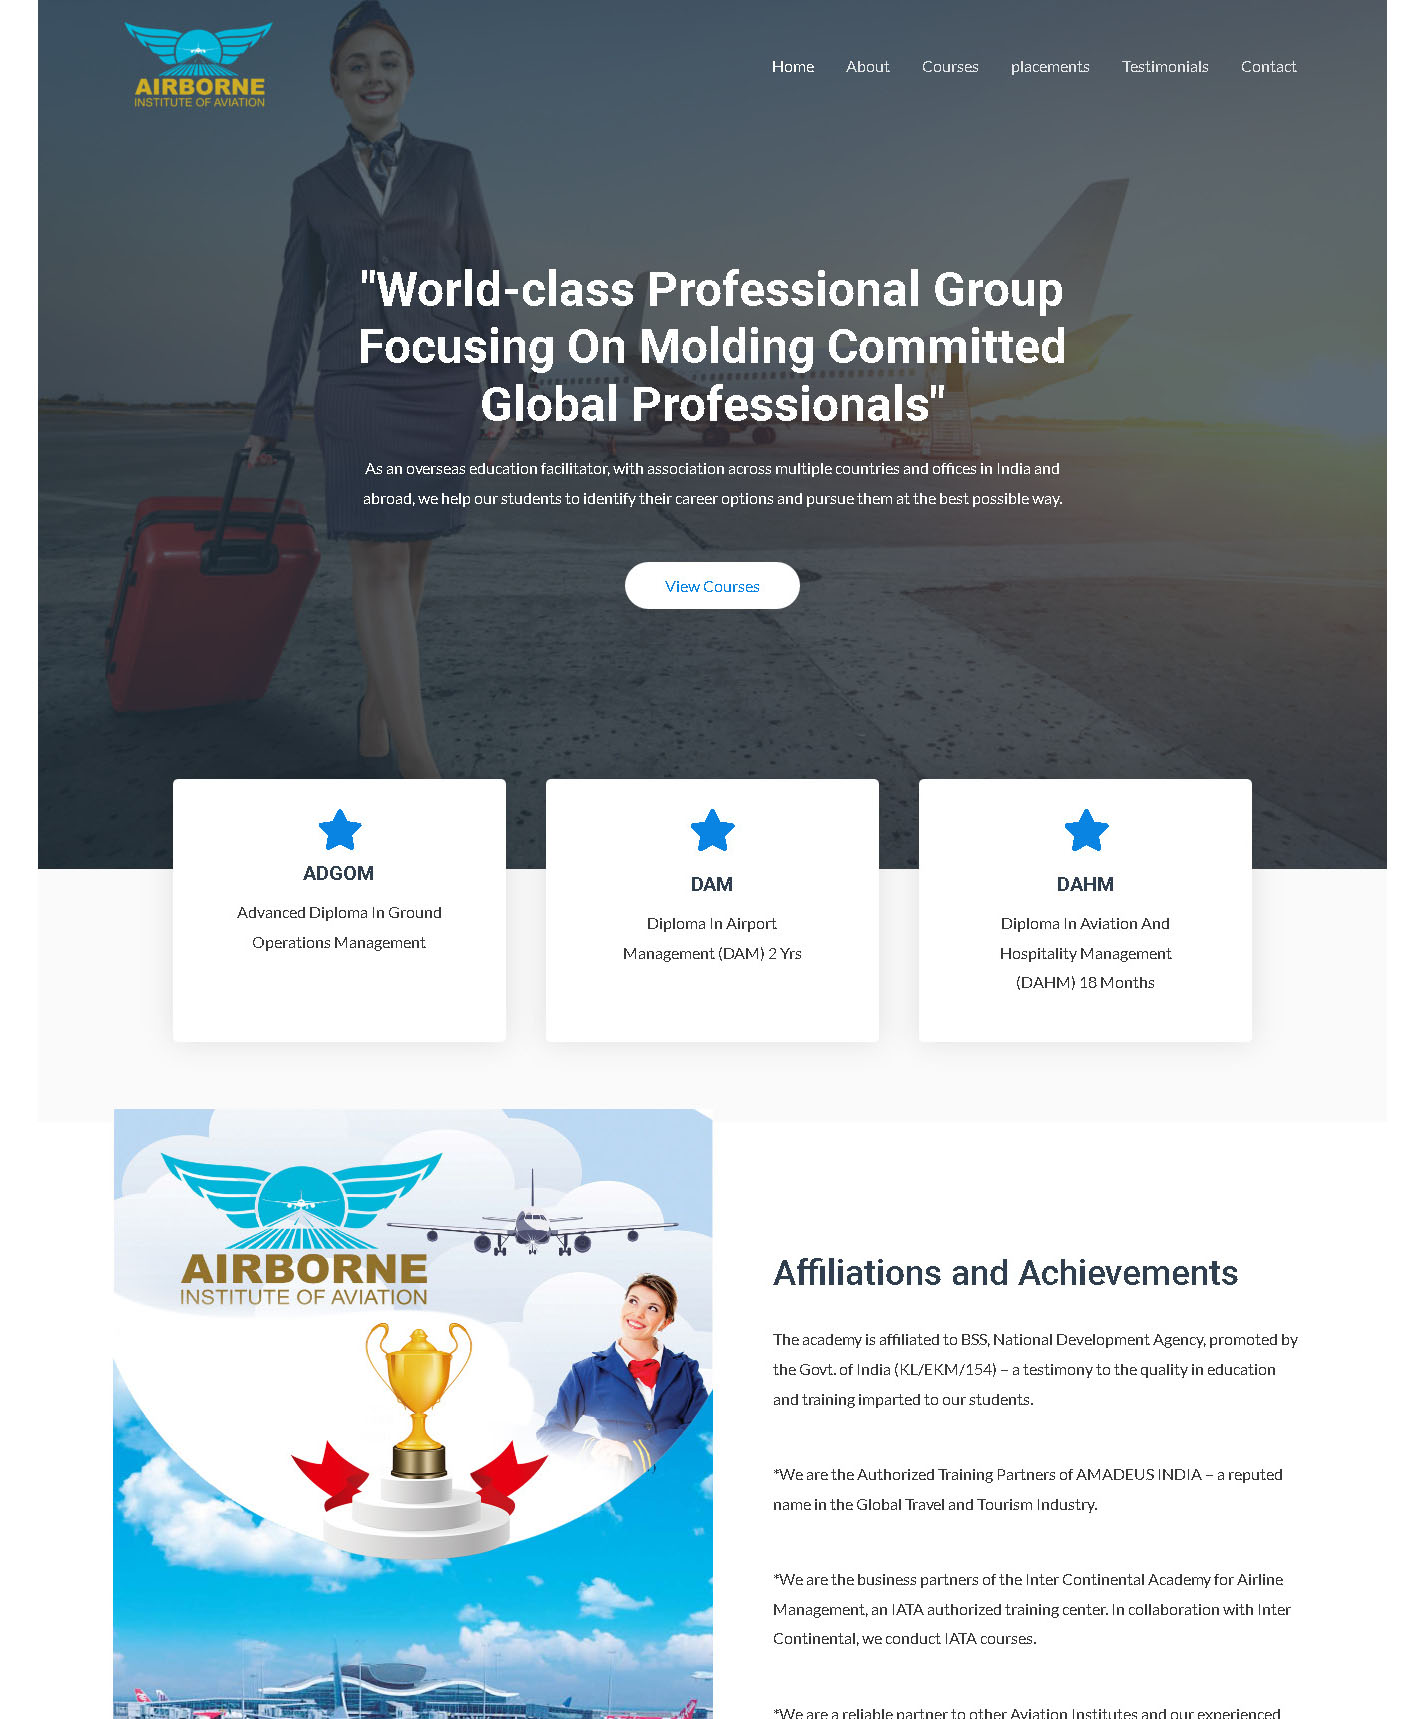 AIRBORNE
INSTITUTE OF AVIATION
Home About Courses placements Testimonials Contact
"World-class Professional Group
Focusing On Molding Committed
Global Professionals"
As an overseas education facilitator, with association across multiple countries and offices in India and
abroad, we help our students to identify their career options and pursue them at the best possible way.
View Courses
ADGOM
Advanced Diploma In Ground
Operations Management
DAM
Diploma In Airport
Management (DAM) 2 Yrs
DAHM
Diploma In Aviation And
Hospitality Management
(DAHM) 18 Months
AIRBORNE
INSTITUTE OF AVIATION
Affiliations and Achievements
The academy is affiliated to BSS, National Development Agency, promoted by
the Govt. of India (KL/EKM/154) – a testimony to the quality in education
and training imparted to our students.
*We are the Authorized Training Partners of AMADEUS INDIA – a reputed
name in the Global Travel and Tourism Industry.
*We are the business partners of the Inter Continental Academy for Airline
Management, an IATA authorized training center. In collaboration with Inter
Continental, we conduct IATA courses.
*We are a reliable partner to other Aviation Institutes and our experienced